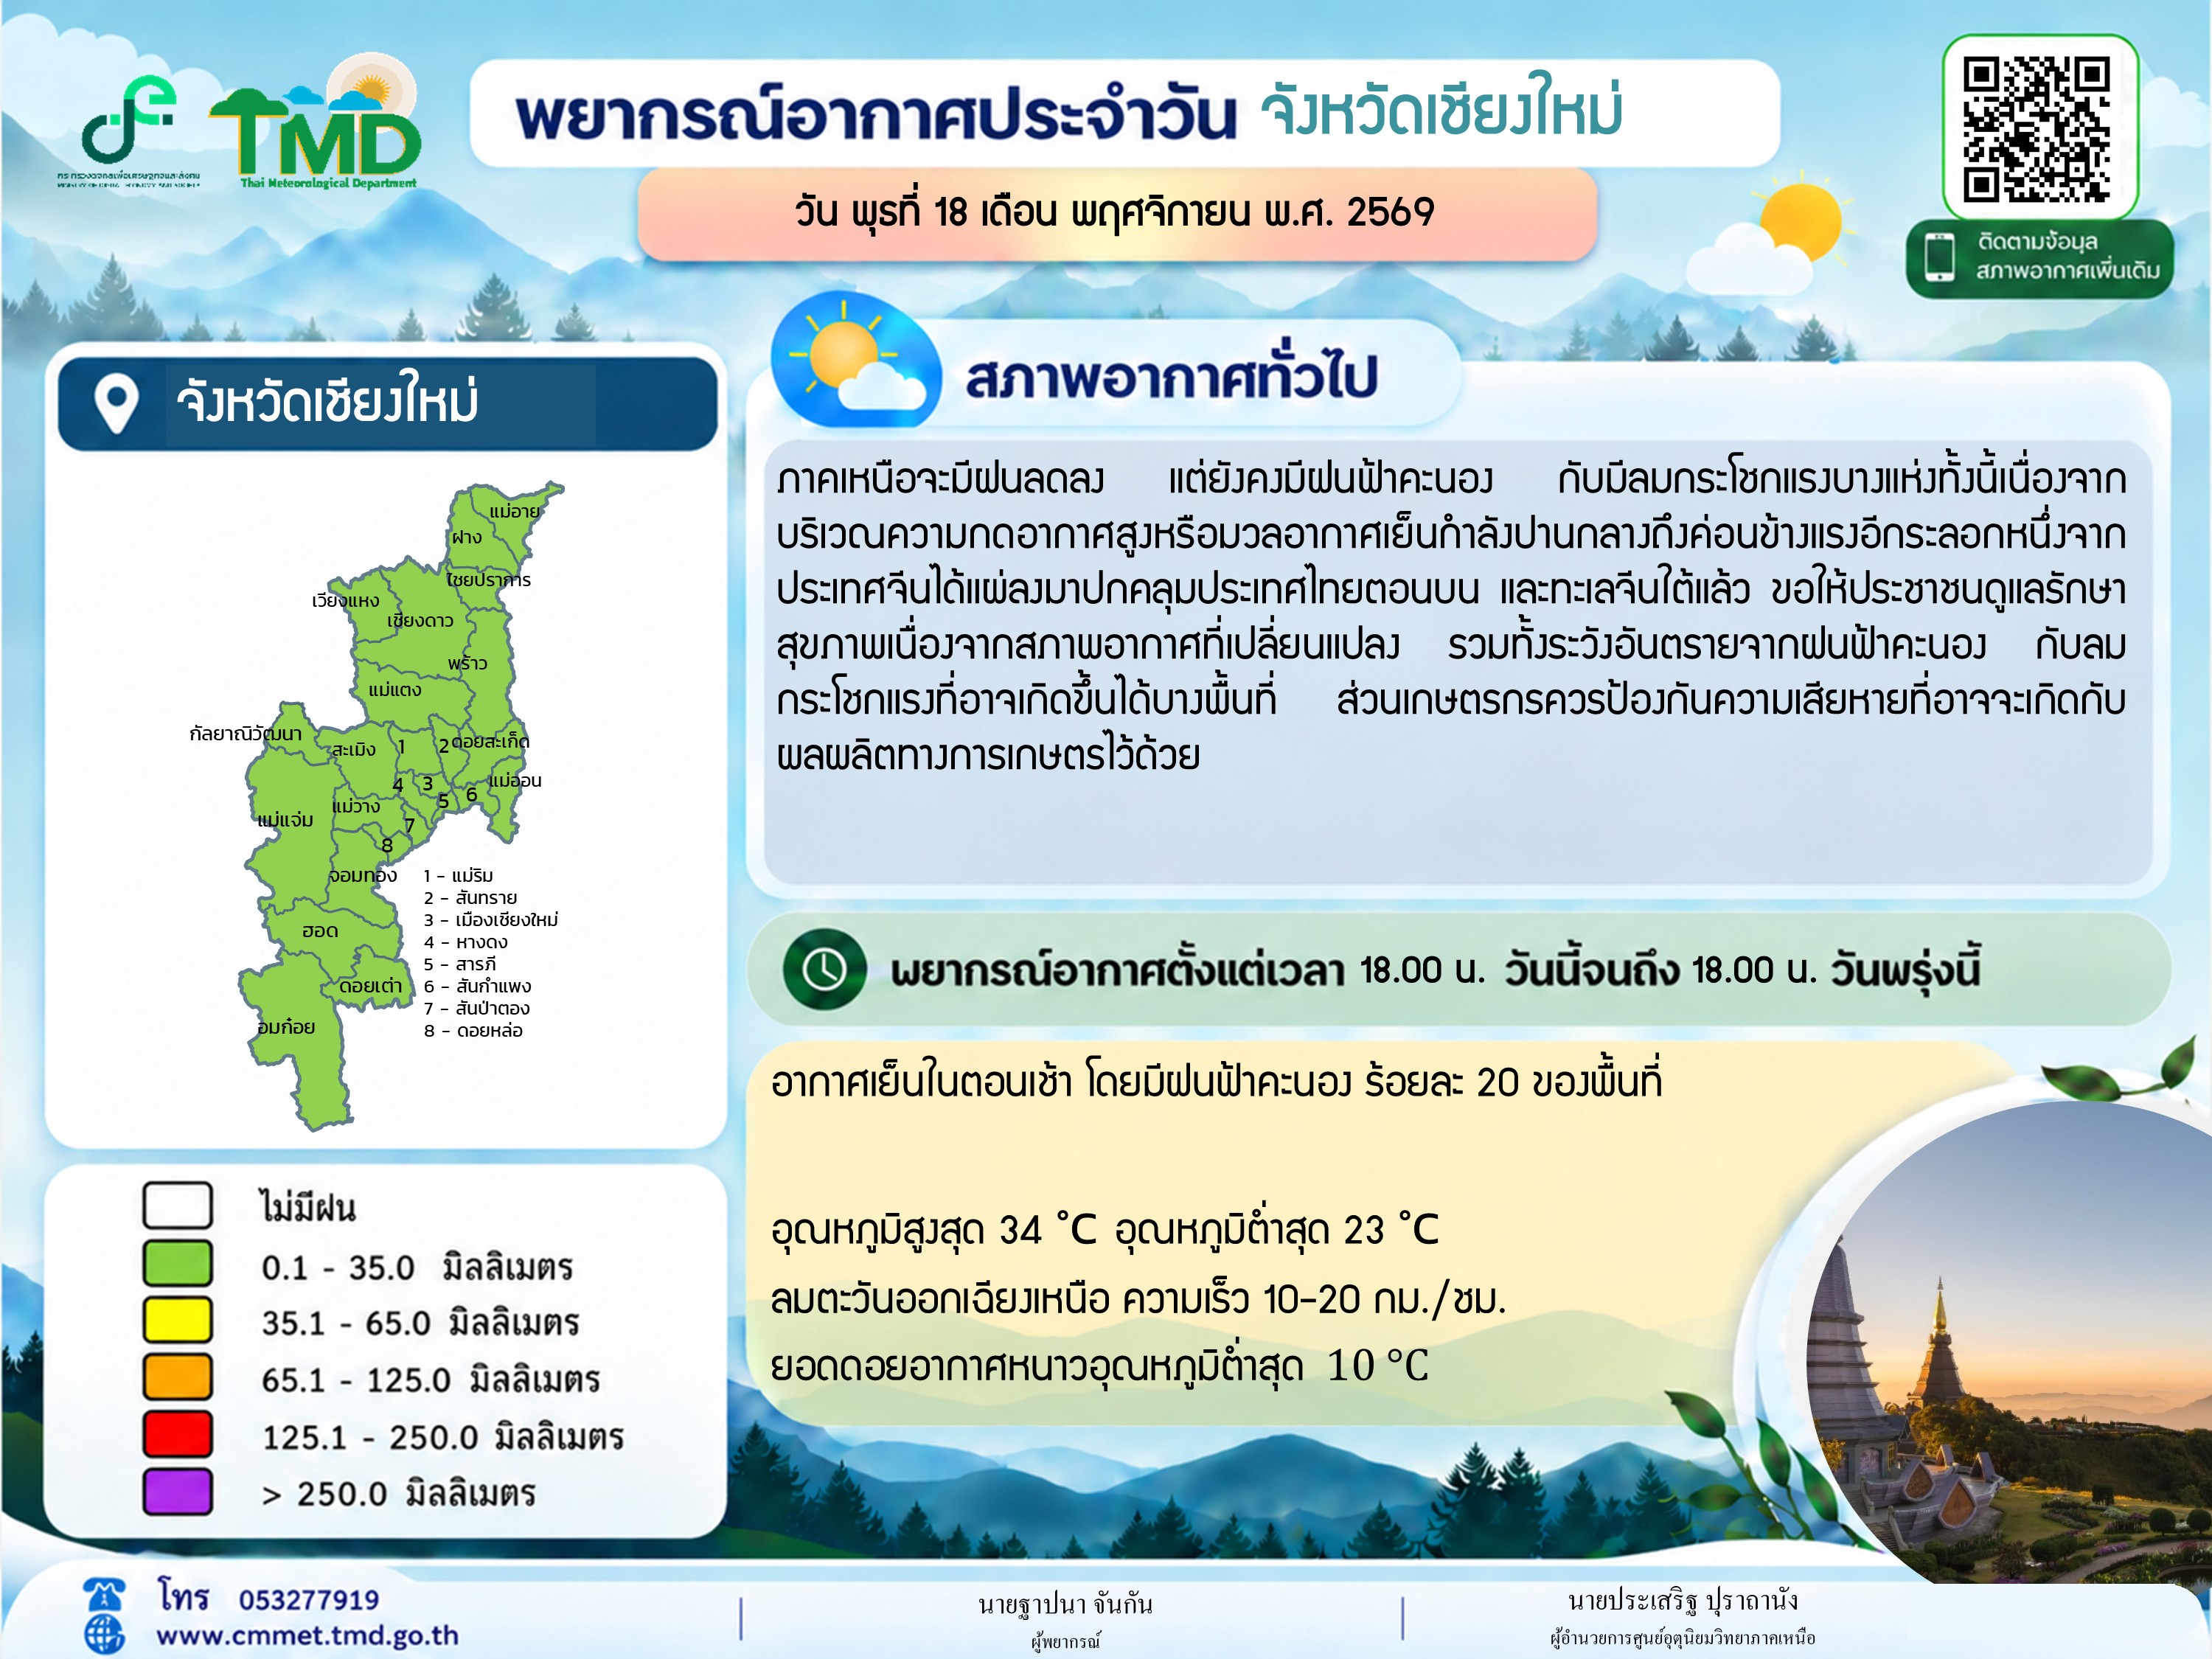 พยากรณ์อากาศประจำวัน จังหวัดเชียงใหม่
TMD
Thai Meteorological Department
วัน พุธที่ 18 เดือน พฤศจิกายน พ.ศ. 2569
ติดตามข้อมูล
สภาพอากาศเพิ่มเติม
จังหวัดเชียงใหม่
แม่อาย
ฝาง
ไชยปราการ
เวียงแหง
เชียงดาว
พร้าว
แม่แตง
กัลยาณิวัฒนา
สะเมิง
1
2
ดอยสะเก็ด
4
3
5
6
แม่ออน
แม่วาง
แม่แจ่ม
7
8
จอมทอง
ฮอด
ดอยเต่า
อมก๋อย
1 - แม่ริม
2 - สันทราย
3 - เมืองเชียงใหม่
4 - หางดง
5 - สารภี
6 - สันกำแพง
7 - สันป่าตอง
8 - ดอยหล่อ
ไม่มีฝน
0.1 - 35.0 มิลลิเมตร
35.1 - 65.0 มิลลิเมตร
65.1 - 125.0 มิลลิเมตร
125.1 - 250.0 มิลลิเมตร
> 250.0 มิลลิเมตร
สภาพอากาศทั่วไป
ภาคเหนือจะมีฝนลดลง แต่ยังคงมีฝนฟ้าคะนอง กับมีลมกระโชกแรงบางแห่งทั้งนี้เนื่องจาก
บริเวณความกดอากาศสูงหรือมวลอากาศเย็นกำลังปานกลางถึงค่อนข้างแรงอีกระลอกหนึ่งจาก
ประเทศจีนได้แผ่ลงมาปกคลุมประเทศไทยตอนบน และทะเลจีนใต้แล้ว ขอให้ประชาชนดูแลรักษา
สุขภาพเนื่องจากสภาพอากาศที่เปลี่ยนแปลง รวมทั้งระวังอันตรายจากฝนฟ้าคะนอง กับลม
กระโชกแรงที่อาจเกิดขึ้นได้บางพื้นที่ ส่วนเกษตรกรควรป้องกันความเสียหายที่อาจจะเกิดกับ
ผลผลิตทางการเกษตรไว้ด้วย
พยากรณ์อากาศตั้งแต่เวลา 18.00 น. วันนี้จนถึง 18.00 น. วันพรุ่งนี้
อากาศเย็นในตอนเช้า โดยมีฝนฟ้าคะนอง ร้อยละ 20 ของพื้นที่
อุณหภูมิสูงสุด 34 °C อุณหภูมิต่ำสุด 23 °C
ลมตะวันออกเฉียงเหนือ ความเร็ว 10-20 กม./ชม.
ยอดดอยอากาศหนาวอุณหภูมิต่ำสุด 10 °C
โทร 053277919
www.cmmet.tmd.go.th
นายฐาปนา จันกัน
ผู้พยากรณ์
นายประเสริฐ ปุราถานัง
ผู้อำนวยการศูนย์อุตุนิยมวิทยาภาคเหนือ